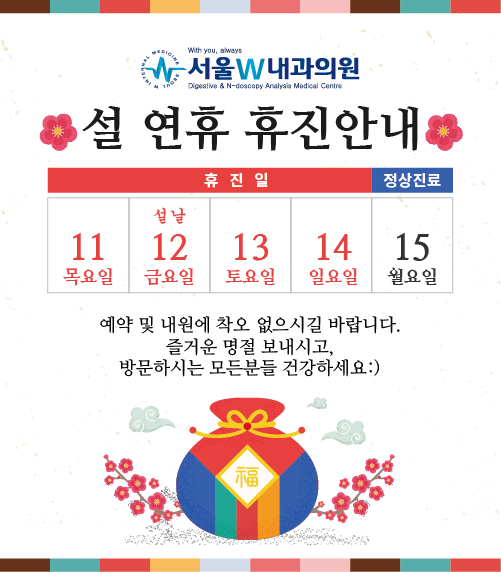 With you, always
W INTERNAL MEDICINE SEOUL
서울W내과의원
Digestive & N-doscopy Analysis Medical Centre
설 연휴 휴진안내
휴 진 일 정상진료
설날
11 12 13 14 15
목요일 금요일 토요일 일요일 월요일
예약 및 내원에 착오 없으시길 바랍니다.
즐거운 명절 보내시고,
방문하시는 모든분들 건강하세요:)
福